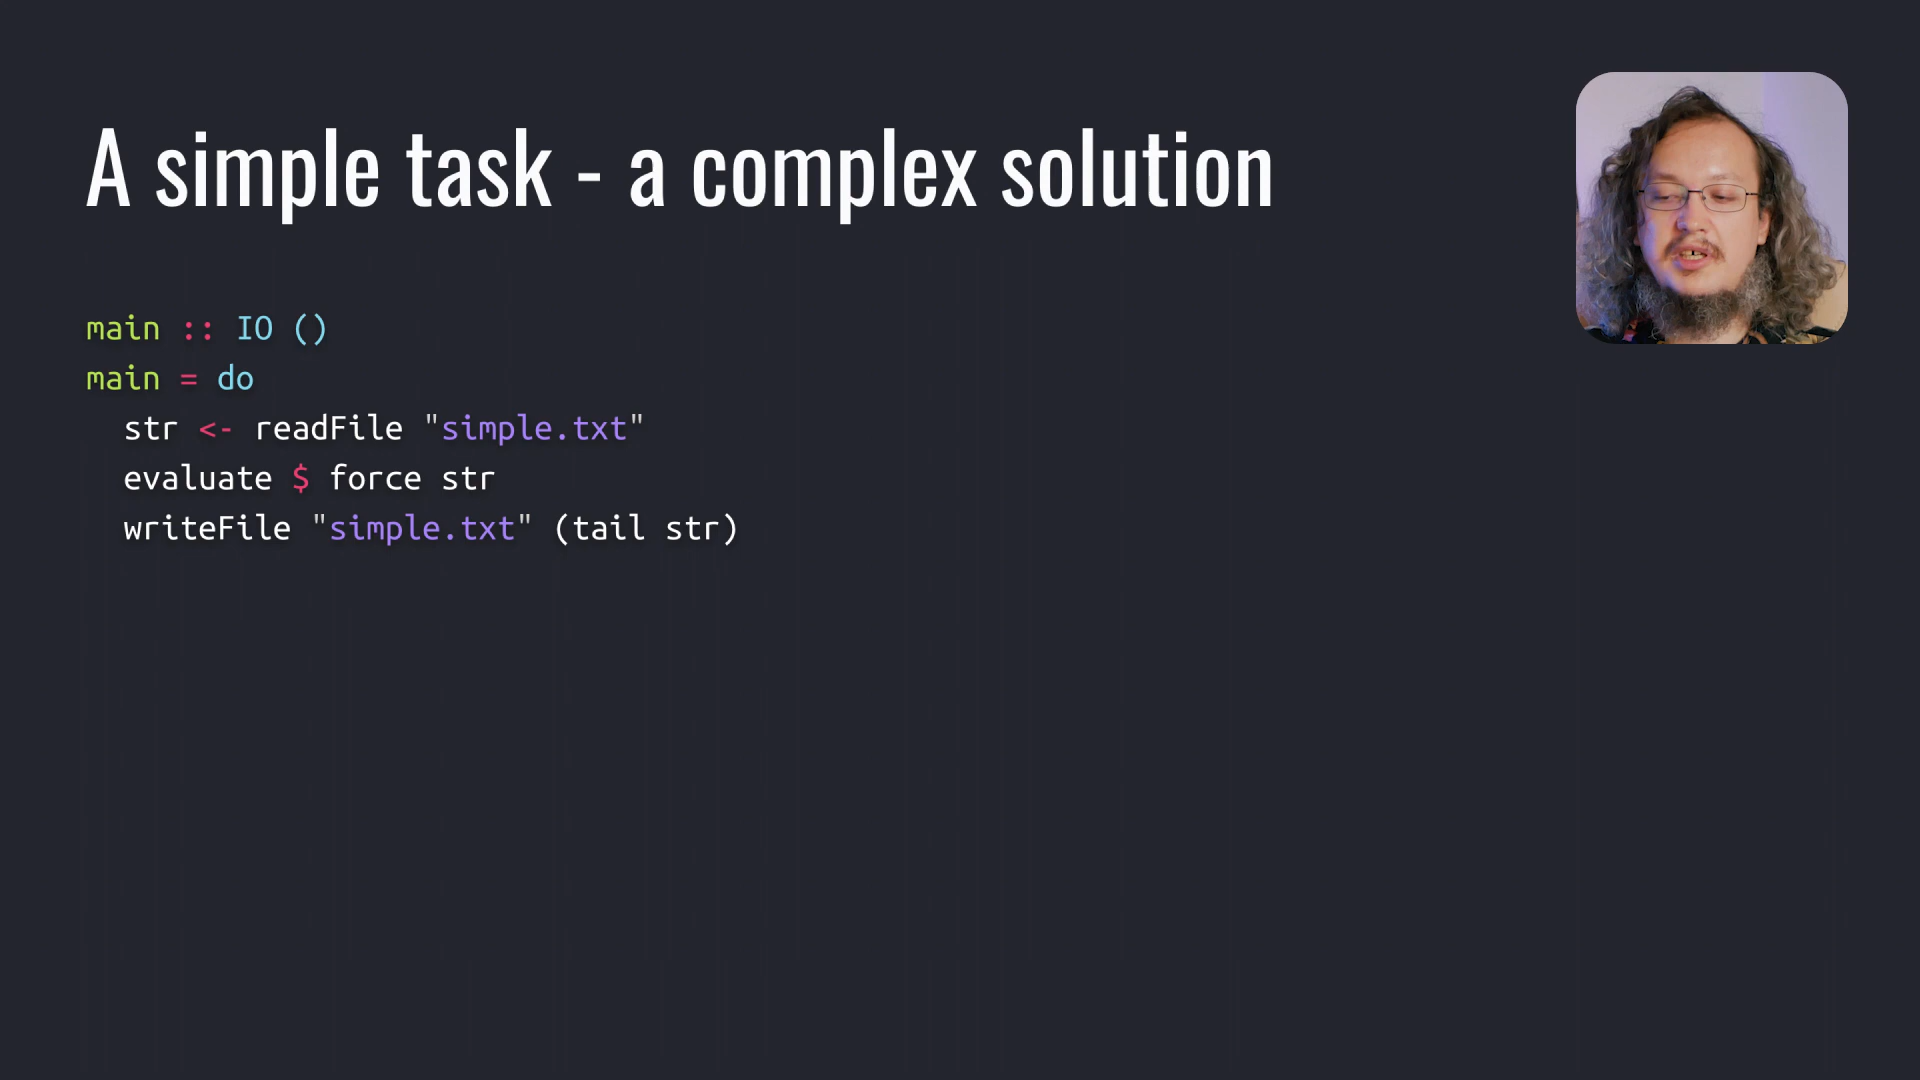 A simple task - a complex solution
main :: IO ()
main = do
  str <- readFile "simple.txt"
  evaluate $ force str
  writeFile "simple.txt" (tail str)